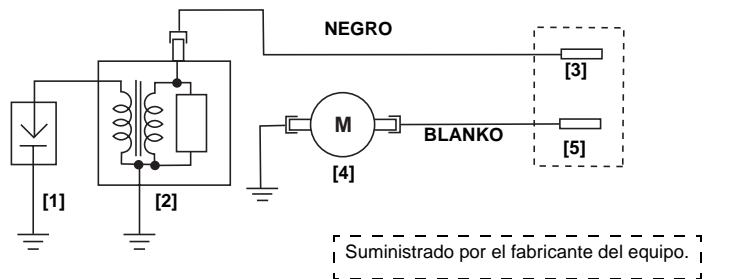 NEGRO
[3]
M
BLANKO
[5]
[4]
[1]
[2]
Suministrado por el fabricante del equipo.